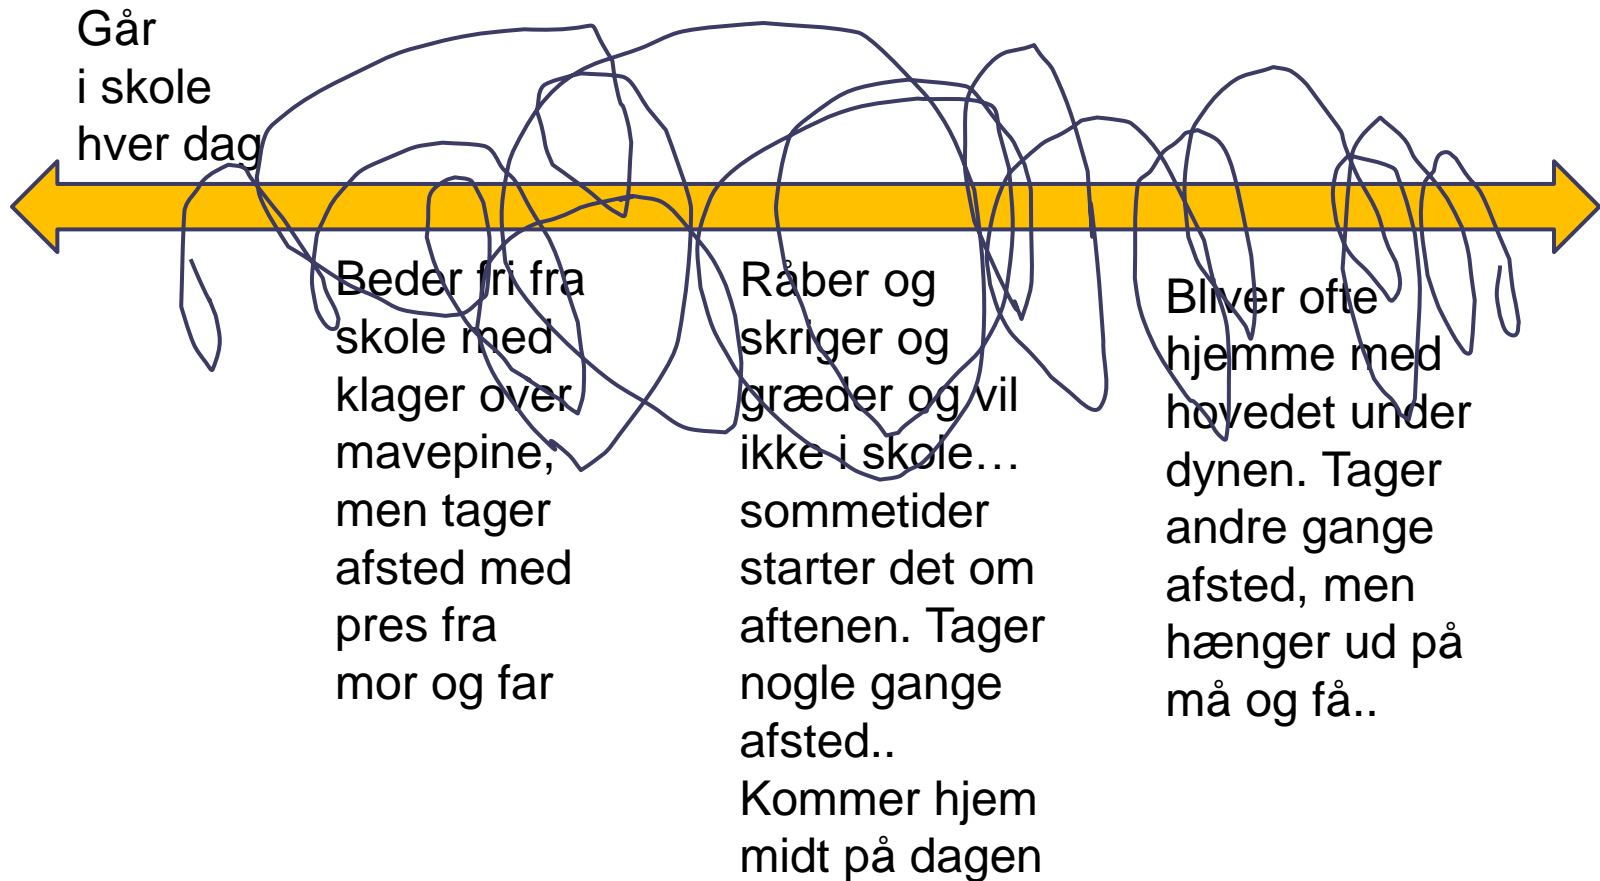 Går
i skole
hver dag
Beder fri fra
skole med
klager over
mavepine,
men tager
afsted med
pres fra
mor og far
Råber og
skriger og
græder og vil
ikke i skole…
sommetider
starter det om
aftenen. Tager
nogle gange
afsted..
Kommer hjem
midt på dagen
Bliver ofte
hjemme med
hovedet under
dynen. Tager
andre gange
afsted, men
hænger ud på
må og få..